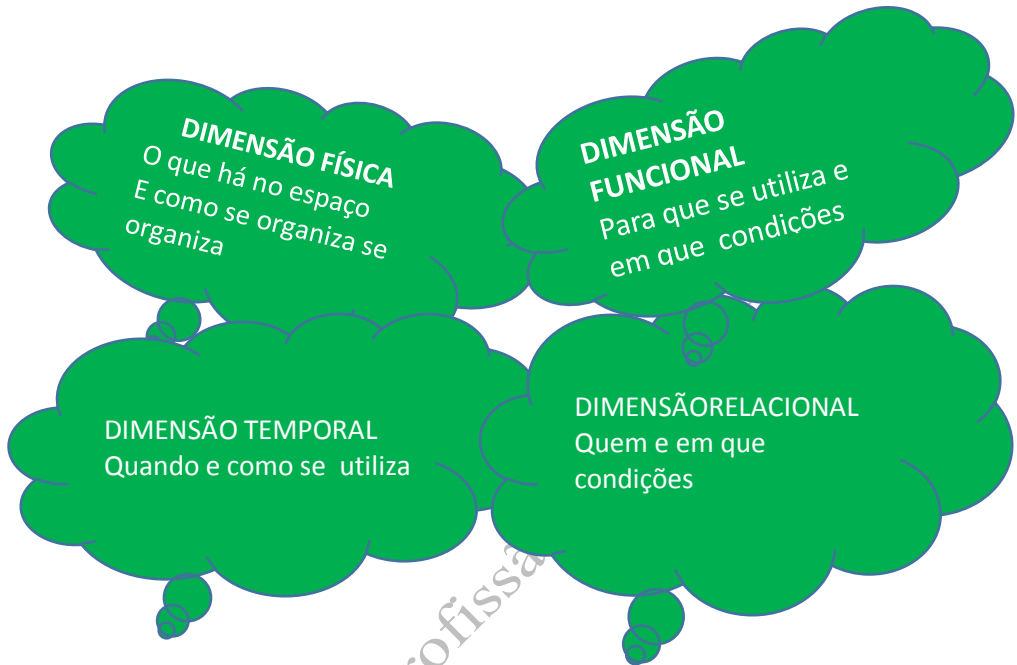 DIMENSÃO FÍSICA
O que há no espaço
E como se organiza se
organiza
DIMENSÃO
FUNCIONAL
Para que se utiliza e
em que condições
DIMENSÃO TEMPORAL
Quando e como se utiliza
DIMENSÃORELACIONAL
Quem e em que
condições